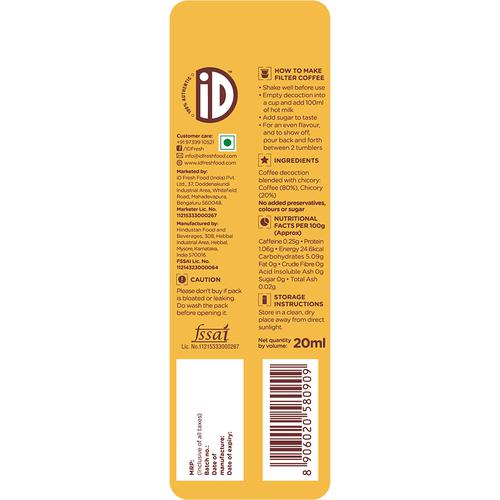 100% AUTHENTIC
iD
™
Customer care:
+91 97399 10521
/IDFresh
info@idfreshfood.com
www.idfreshfood.com
Marketed by:
iD Fresh Food (India) Pvt.
Ltd., 37, Doddenakundi
Industrial Area, Whitefield
Road, Mahadevapura,
Bengaluru 560048.
Marketer Lic. No.
11215333000267
Manufactured by:
Hindustan Food and
Beverages, 30B, Hebbal
Industrial Area, Hebbal,
Mysore, Karnataka,
India 570016.
FSSAI Lic. No.
11214323000064
CAUTION
Please don't buy if pack
is bloated or leaking.
Do wash the pack
before opening it.
fssai
Lic. No.11215333000267
MRP:
(Inclusive of all taxes)
Batch no.:
Date of
manufacture:
Date of expiry:
HOW TO MAKE
FILTER COFFEE
• Shake well before use
• Empty decoction into
a cup and add 100ml
of hot milk
• Add sugar to taste
• For an even flavour,
and to show off,
pour back and forth
between 2 tumblers
INGREDIENTS
Coffee decoction
blended with chicory:
Coffee (80%), Chicory
(20%)
No added preservatives,
colours or sugar
NUTRITIONAL
FACTS PER 100g
(Approx)
Caffeine 0.25g • Protein
1.06g • Energy 24.6kcal
Carbohydrates 5.09g
Fat 0g • Crude Fibre 0g
Acid Insoluble Ash 0g
Sugar 0g • Total Ash
0.02g
STORAGE
INSTRUCTIONS
Store in a clean, dry
place away from direct
sunlight.
Net quantity
by volume: 20ml
8 906020 580909